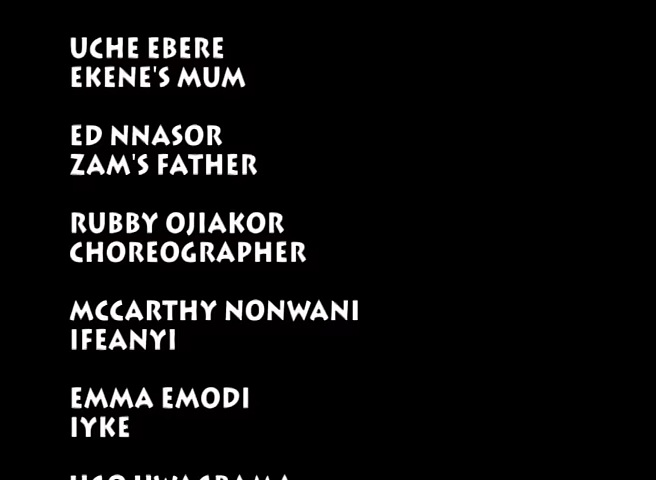 UCHE EBERE
EKENE'S MUM
ED NNASOR
ZAM'S FATHER
RUBBY OJIAKOR
CHOREOGRAPHER
MCCARTHY NONWANI
IFEANYI
EMMA EMODI
IYKE